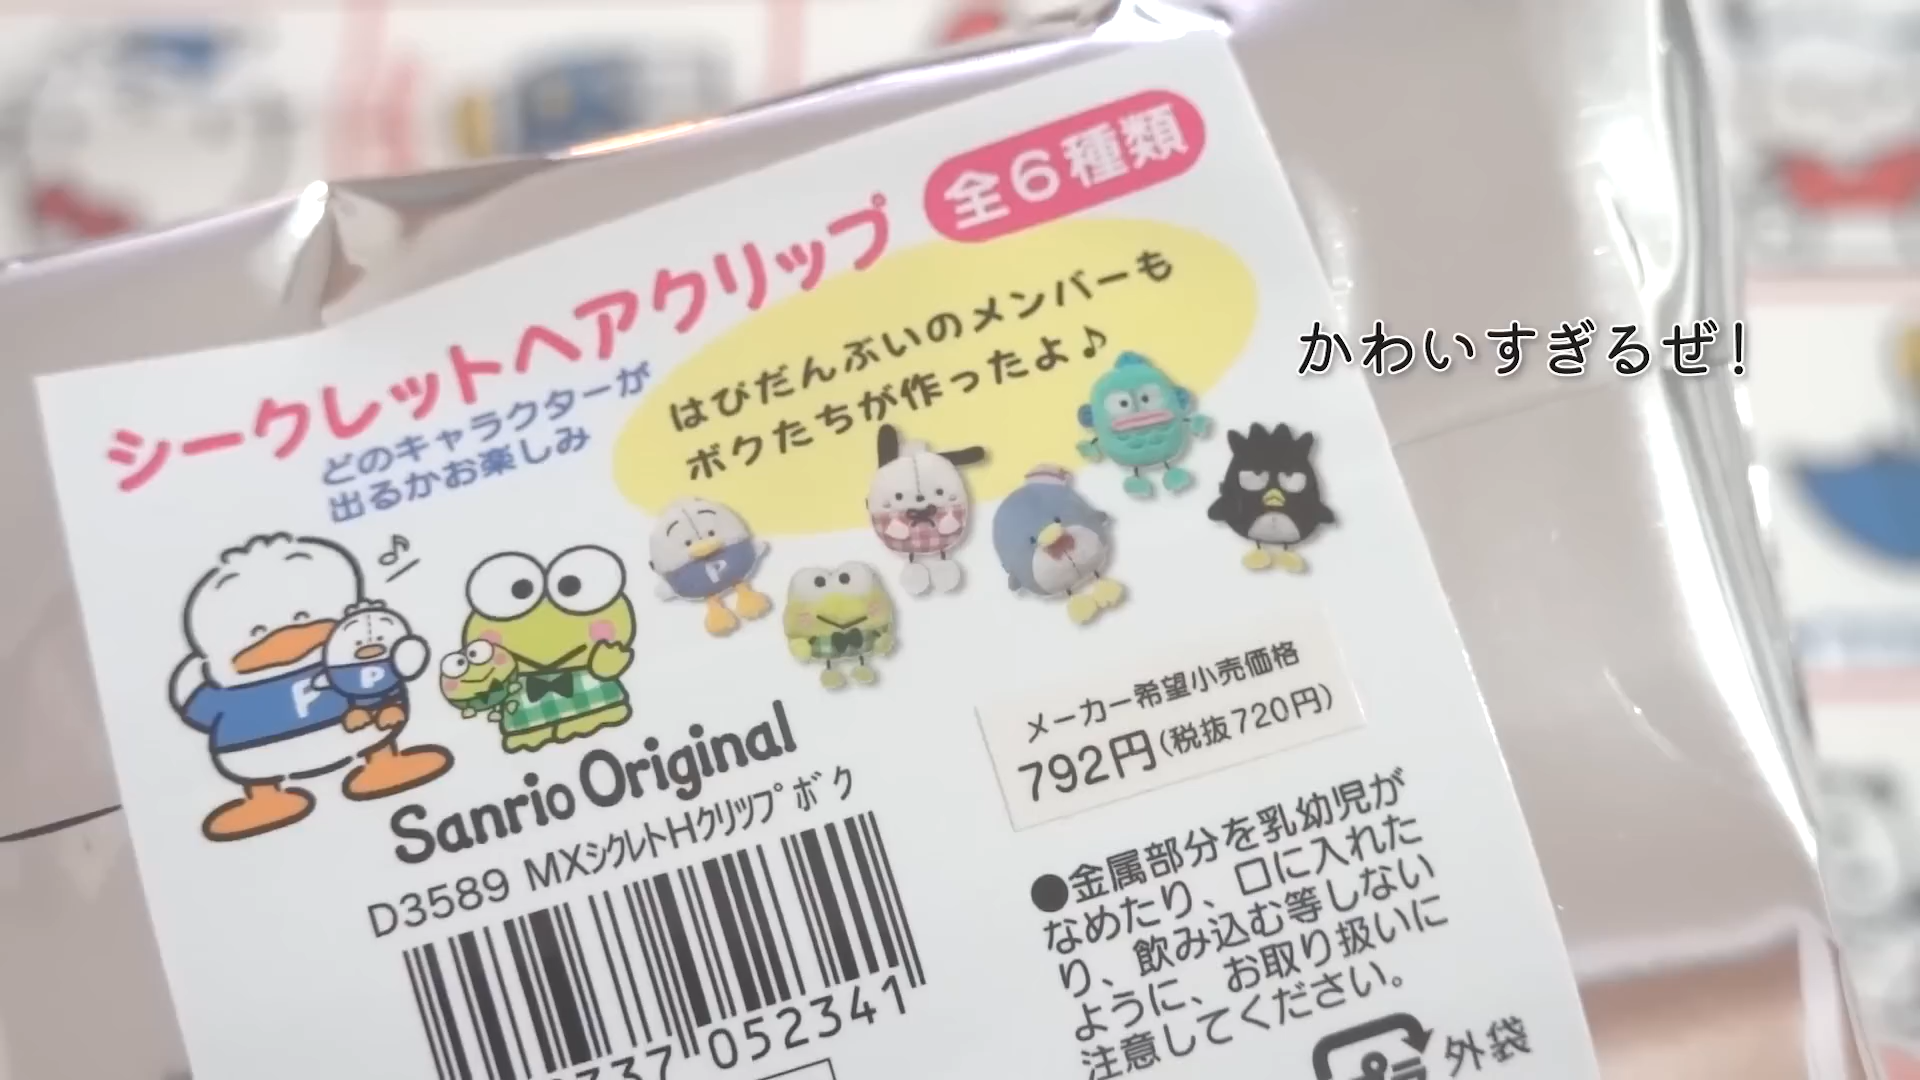 全6種類
シークレットヘアクリップ
どのキャラクターが
出るかお楽しみ
はぴだんぶいのメンバーも
ボクたちが作ったよ♪
かわいすぎるぜ!
P
P
P
Sanrio Original
D3589 MXシクレトHクリップボク
337 052341
メーカー希望小売価格
792円(税抜720円)
●金属部分を乳幼児が
なめたり、口に入れた
り、飲み込む等しない
ように、お取り扱いに
注意してください。
外袋